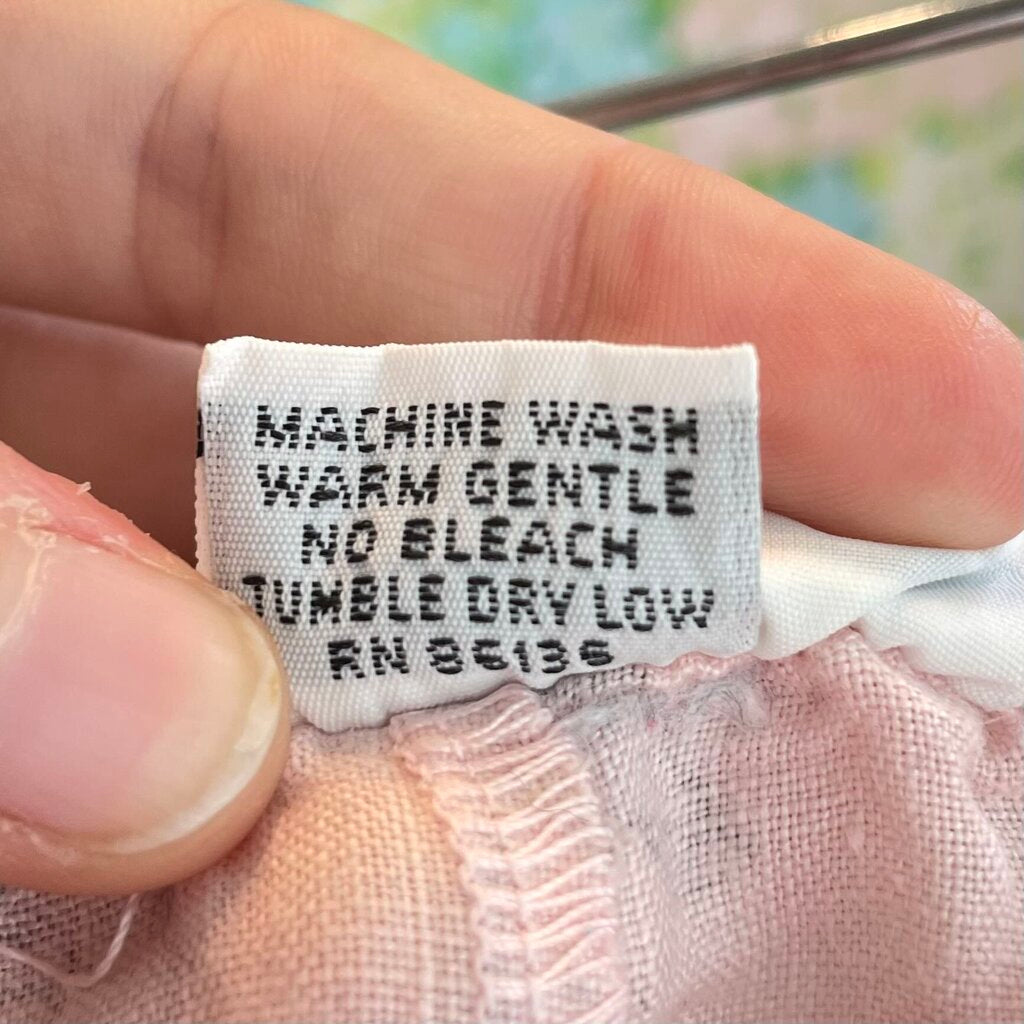 MACHINE WASH
WARM GENTLE
NO BLEACH
TUMBLE DRY LOW
RN 86136